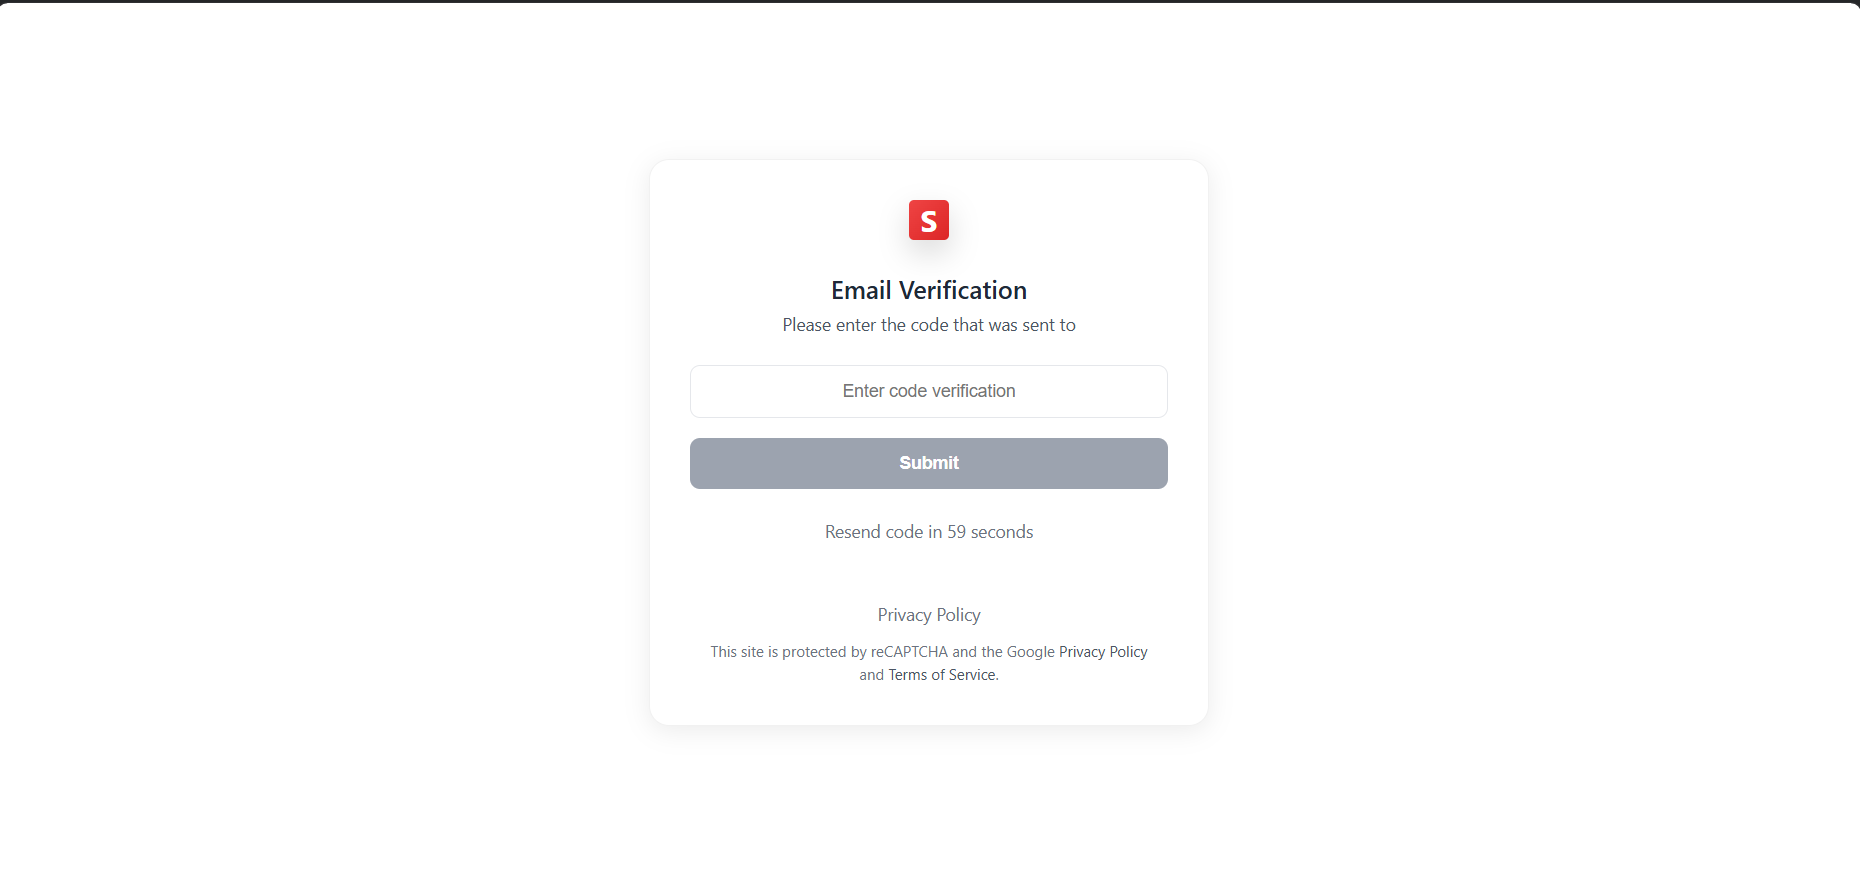 S
Email Verification
Please enter the code that was sent to
Enter code verification
Submit
Resend code in 59 seconds
Privacy Policy
This site is protected by reCAPTCHA and the Google Privacy Policy
and Terms of Service.